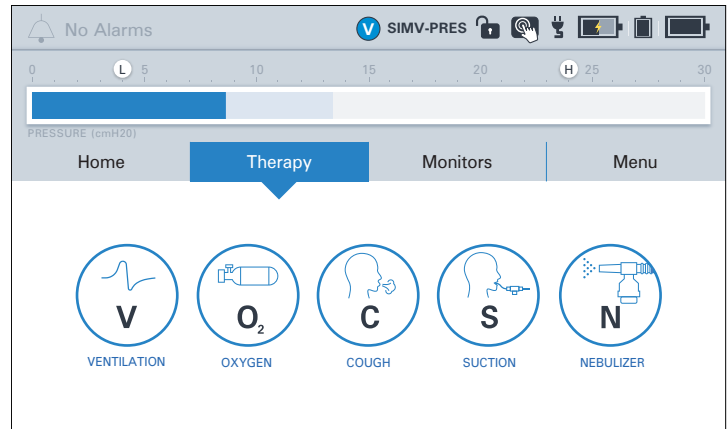 No Alarms
V SIMV-PRES
0 L 5 10 15 20 H 25 30
PRESSURE (cmH20)
Home Therapy Monitors Menu
V O2 C S N
VENTILATION OXYGEN COUGH SUCTION NEBULIZER